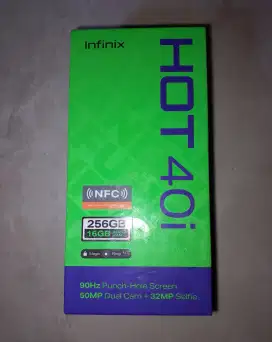 Infinix
HOT 40i
NFC
256GB
16GB
90Hz Punch-Hole Screen
50MP Dual Cam + 32MP Selfie